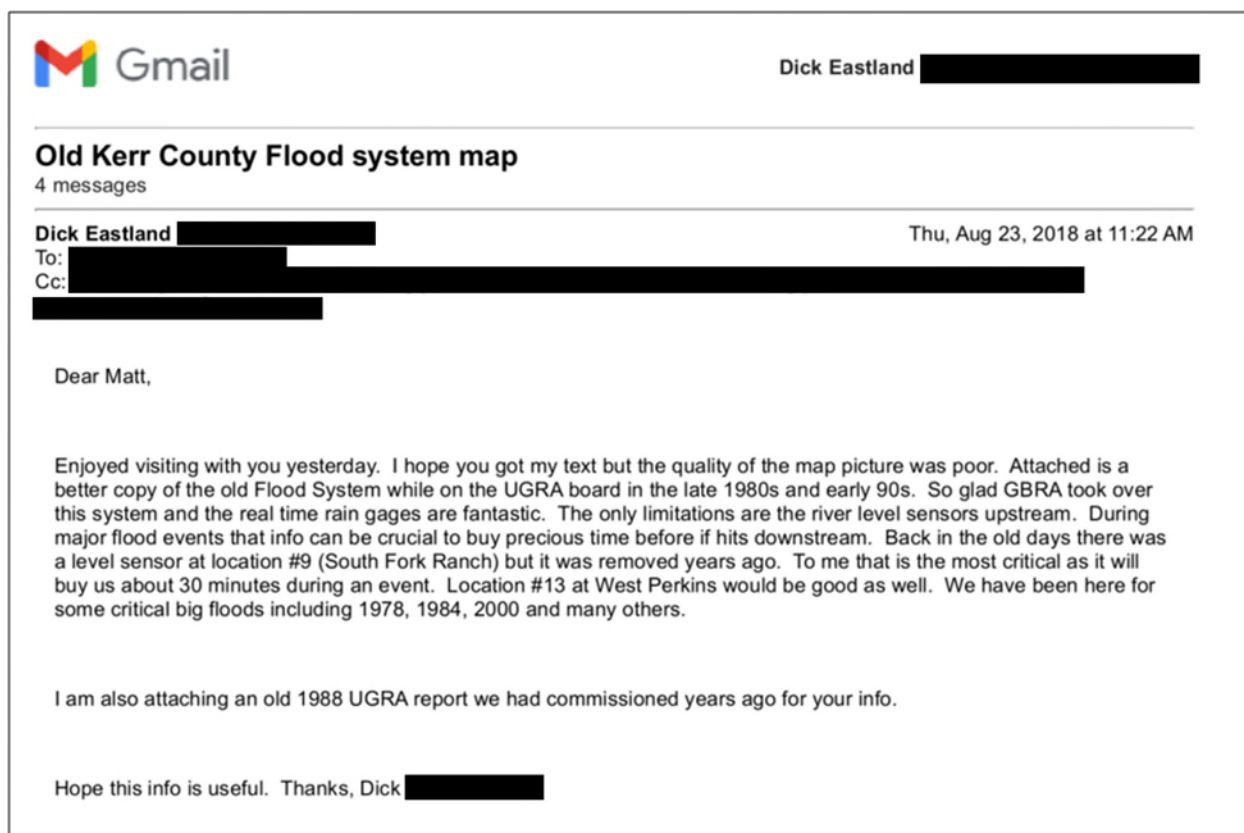 Gmail
Dick Eastland
Old Kerr County Flood system map
4 messages
Dick Eastland
Thu, Aug 23, 2018 at 11:22 AM
To:
Cc:
Dear Matt,
Enjoyed visiting with you yesterday.  I hope you got my text but the quality of the map picture was poor.  Attached is a
better copy of the old Flood System while on the UGRA board in the late 1980s and early 90s.  So glad GBRA took over
this system and the real time rain gages are fantastic.  The only limitations are the river level sensors upstream.  During
major flood events that info can be crucial to buy precious time before if hits downstream.  Back in the old days there was
a level sensor at location #9 (South Fork Ranch) but it was removed years ago.  To me that is the most critical as it will
buy us about 30 minutes during an event.  Location #13 at West Perkins would be good as well.  We have been here for
some critical big floods including 1978, 1984, 2000 and many others.
I am also attaching an old 1988 UGRA report we had commissioned years ago for your info.
Hope this info is useful.  Thanks, Dick